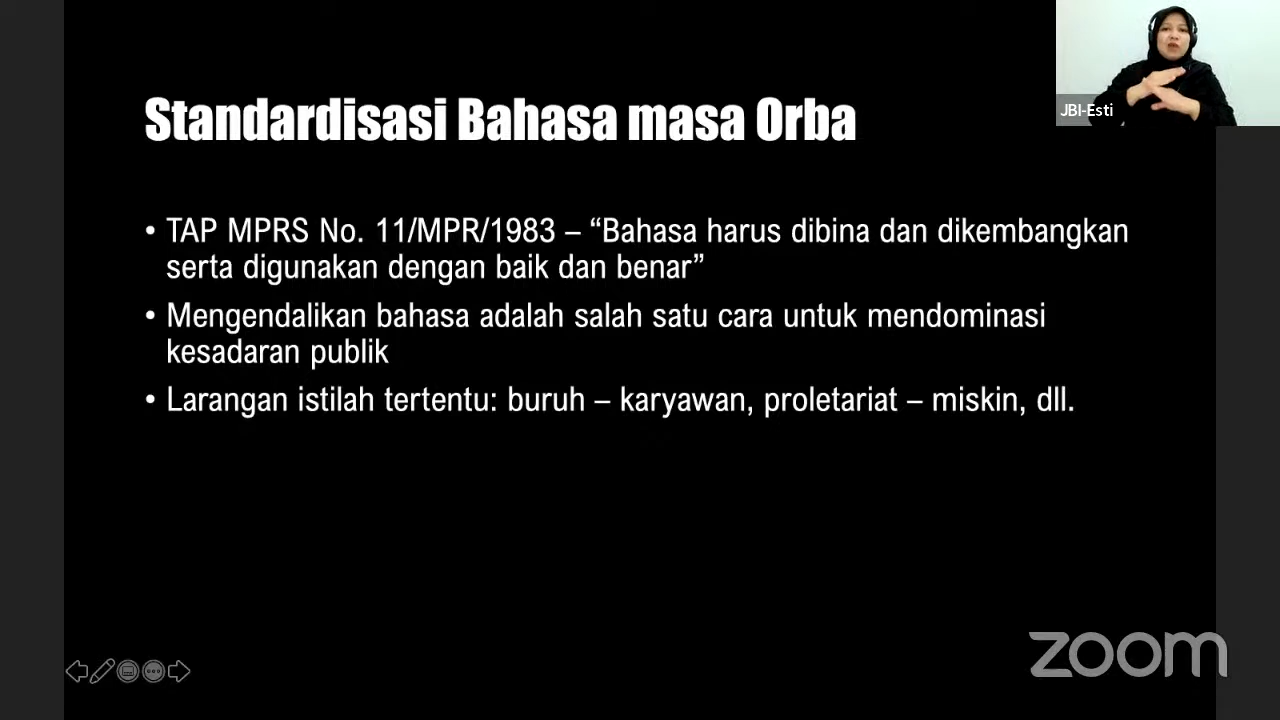 JBI-Esti
Standardisasi Bahasa masa Orba
• TAP MPRS No. 11/MPR/1983 – “Bahasa harus dibina dan dikembangkan
serta digunakan dengan baik dan benar”
• Mengendalikan bahasa adalah salah satu cara untuk mendominasi
kesadaran publik
• Larangan istilah tertentu: buruh – karyawan, proletariat – miskin, dll.
zoom